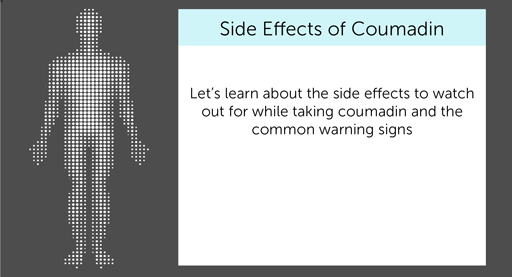 Side Effects of Coumadin
Let's learn about the side effects to watch
out for while taking coumadin and the
common warning signs